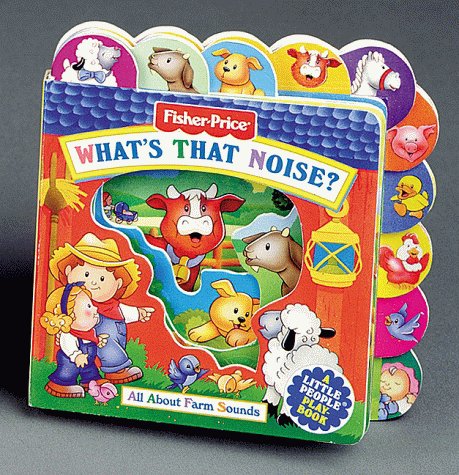 Fisher-Price®
WHAT'S THAT NOISE?
All About Farm Sounds
A
LITTLE
PEOPLE®
PLAY-
BOOK